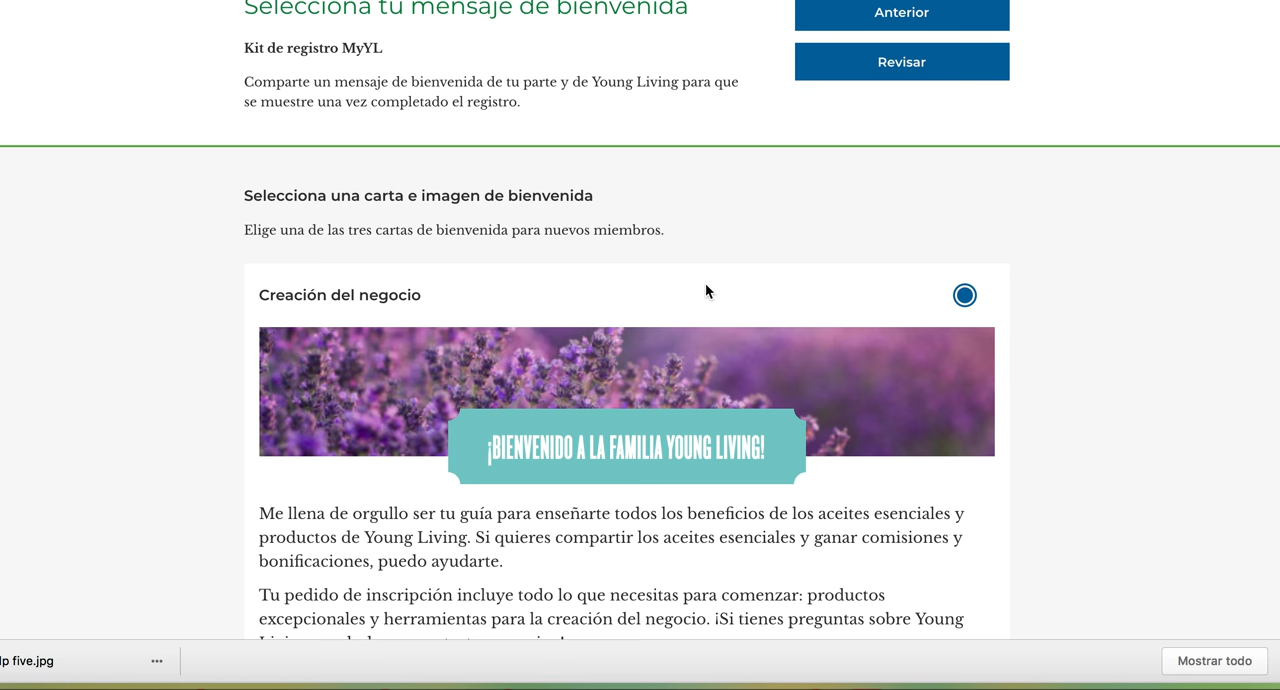 Selecciona tu mensaje de bienvenida
Anterior
Kit de registro MyYL
Revisar
Comparte un mensaje de bienvenida de tu parte y de Young Living para que
se muestre una vez completado el registro.
Selecciona una carta e imagen de bienvenida
Elige una de las tres cartas de bienvenida para nuevos miembros.
Creación del negocio
¡BIENVENIDO A LA FAMILIA YOUNG LIVING!
Me llena de orgullo ser tu guía para enseñarte todos los beneficios de los aceites esenciales y
productos de Young Living. Si quieres compartir los aceites esenciales y ganar comisiones y
bonificaciones, puedo ayudarte.
Tu pedido de inscripción incluye todo lo que necesitas para comenzar: productos
excepcionales y herramientas para la creación del negocio. ¡Si tienes preguntas sobre Young
lp five.jpg
Mostrar todo